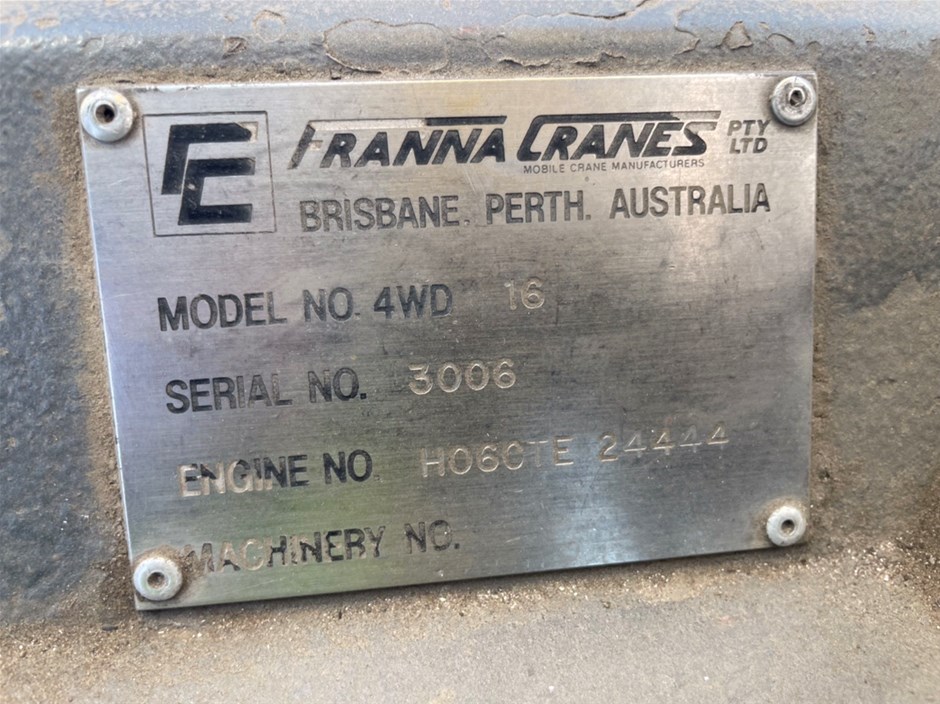 FRANNA CRANES PTY LTD
MOBILE CRANE MANUFACTURERS
BRISBANE, PERTH. AUSTRALIA
MODEL NO. 4WD 16
SERIAL NO. 3006
ENGINE NO. H06CTE 24444
MACHINERY NO.